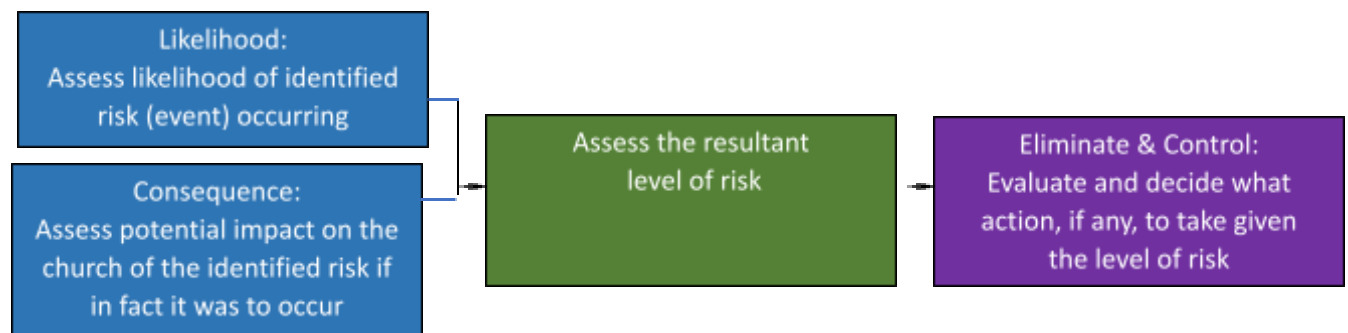 Likelihood:
Assess likelihood of identified
risk (event) occurring
Consequence:
Assess potential impact on the
church of the identified risk if
in fact it was to occur
Assess the resultant
level of risk
Eliminate & Control:
Evaluate and decide what
action, if any, to take given
the level of risk